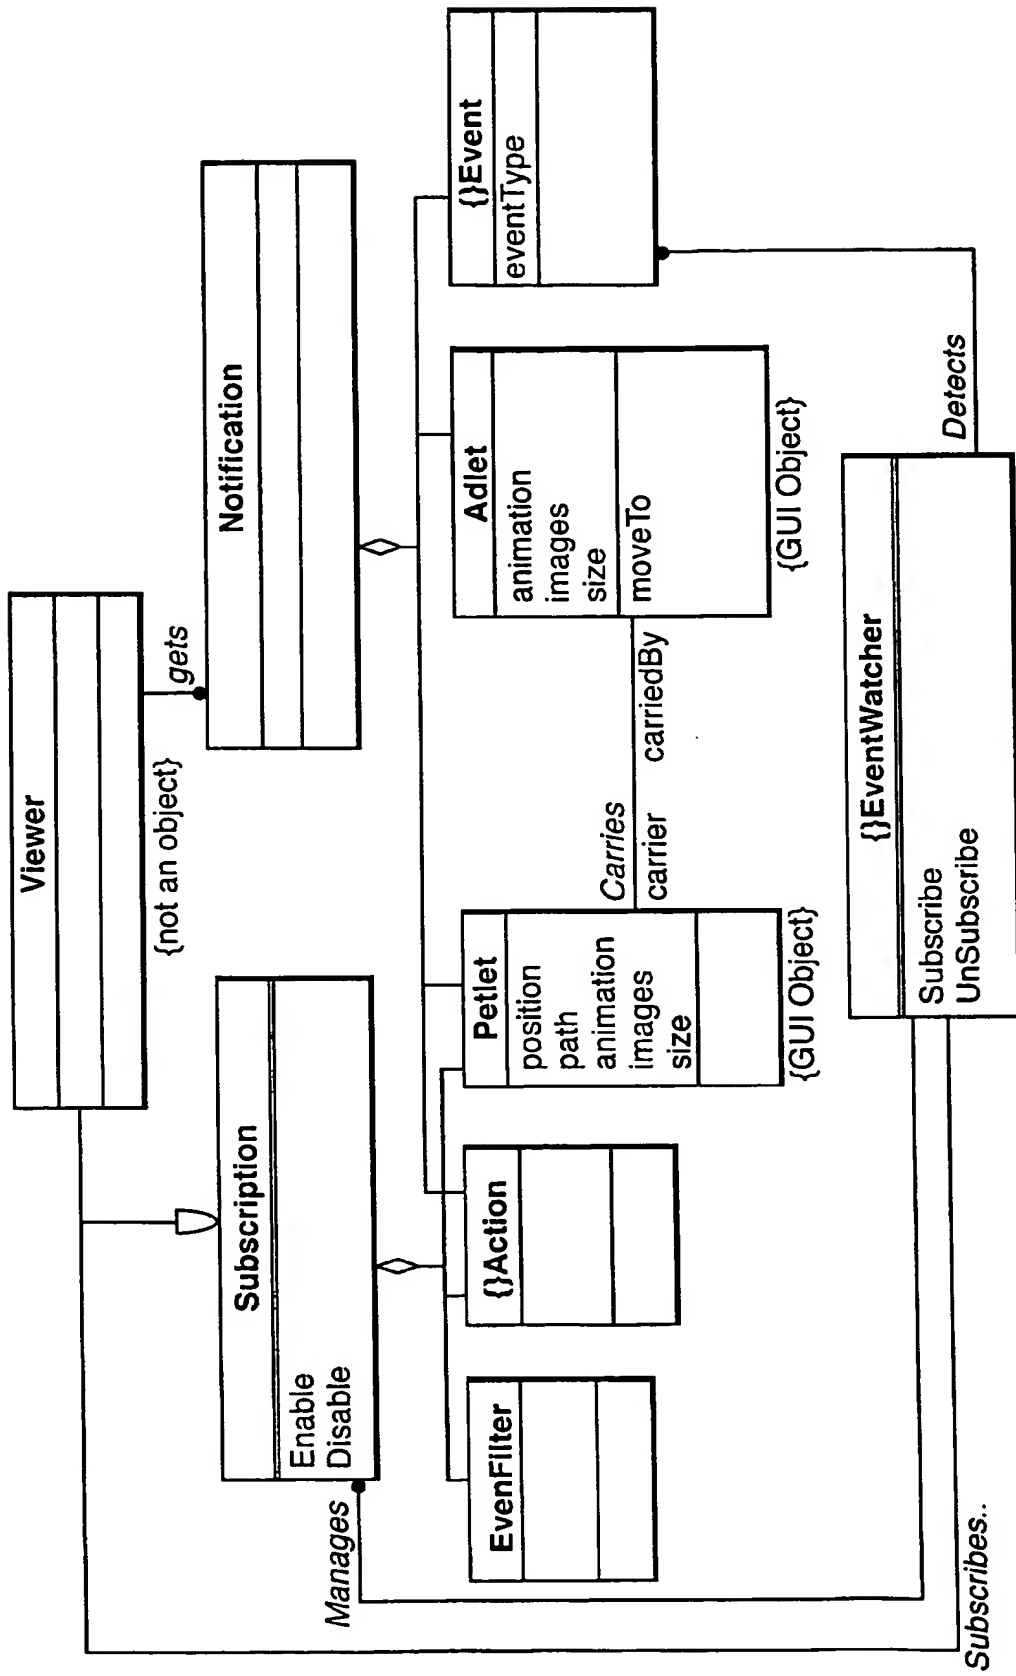 Viewer
{not an object}
gets
Subscription
Enable
Disable
Notification
Manages
EvenFilter
{}Action
Petlet
position
path
animation
images
size
{GUI Object}
Carries
carrier
carriedBy
Adlet
animation
images
size
moveTo
{GUI Object}
{}Event
eventType
{}EventWatcher
Subscribe
UnSubscribe
Detects
Subscribes..